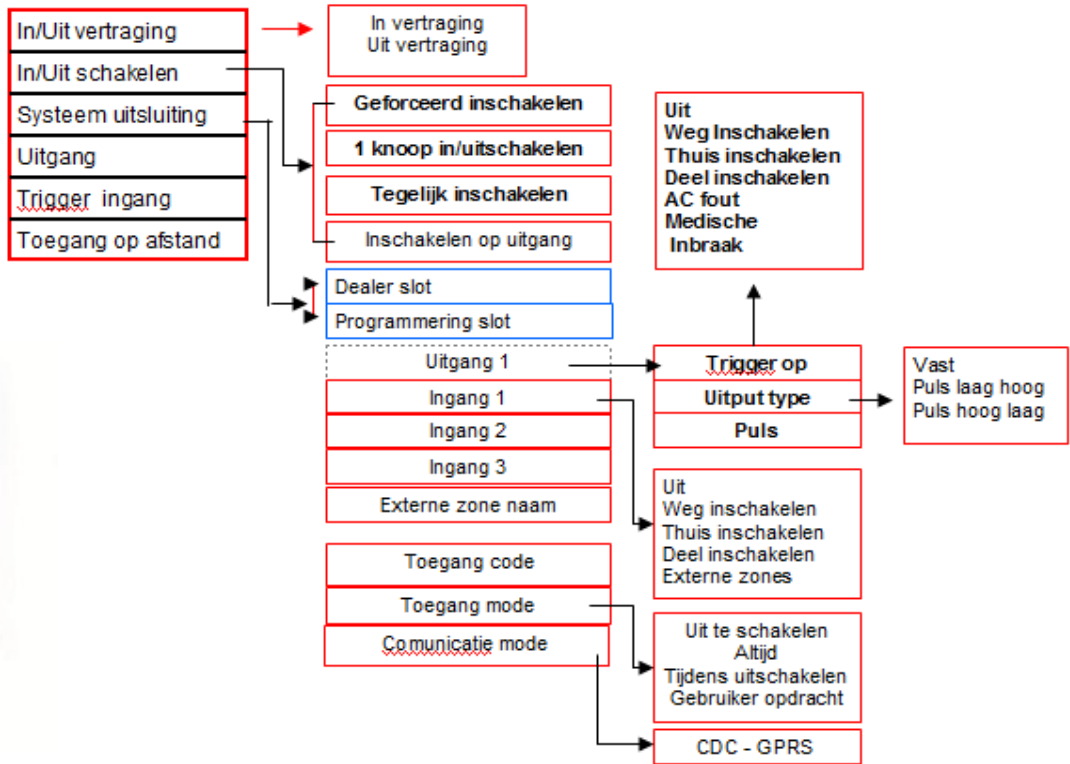 In/Uit vertraging
In/Uit schakelen
Systeem uitsluiting
Uitgang
Trigger ingang
Toegang op afstand
In vertraging
Uit vertraging
Geforceerd inschakelen
1 knoop in/uitschakelen
Tegelijk inschakelen
Inschakelen op uitgang
Dealer slot
Programmering slot
Uitgang 1
Ingang 1
Ingang 2
Ingang 3
Externe zone naam
Toegang code
Toegang mode
Comunicatie mode
Uit
Weg Inschakelen
Thuis inschakelen
Deel inschakelen
AC fout
Medische
Inbraak
Trigger op
Uitput type
Puls
Vast
Puls laag hoog
Puls hoog laag
Uit
Weg inschakelen
Thuis inschakelen
Deel inschakelen
Externe zones
Uit te schakelen
Altijd
Tijdens uitschakelen
Gebruiker opdracht
CDC - GPRS